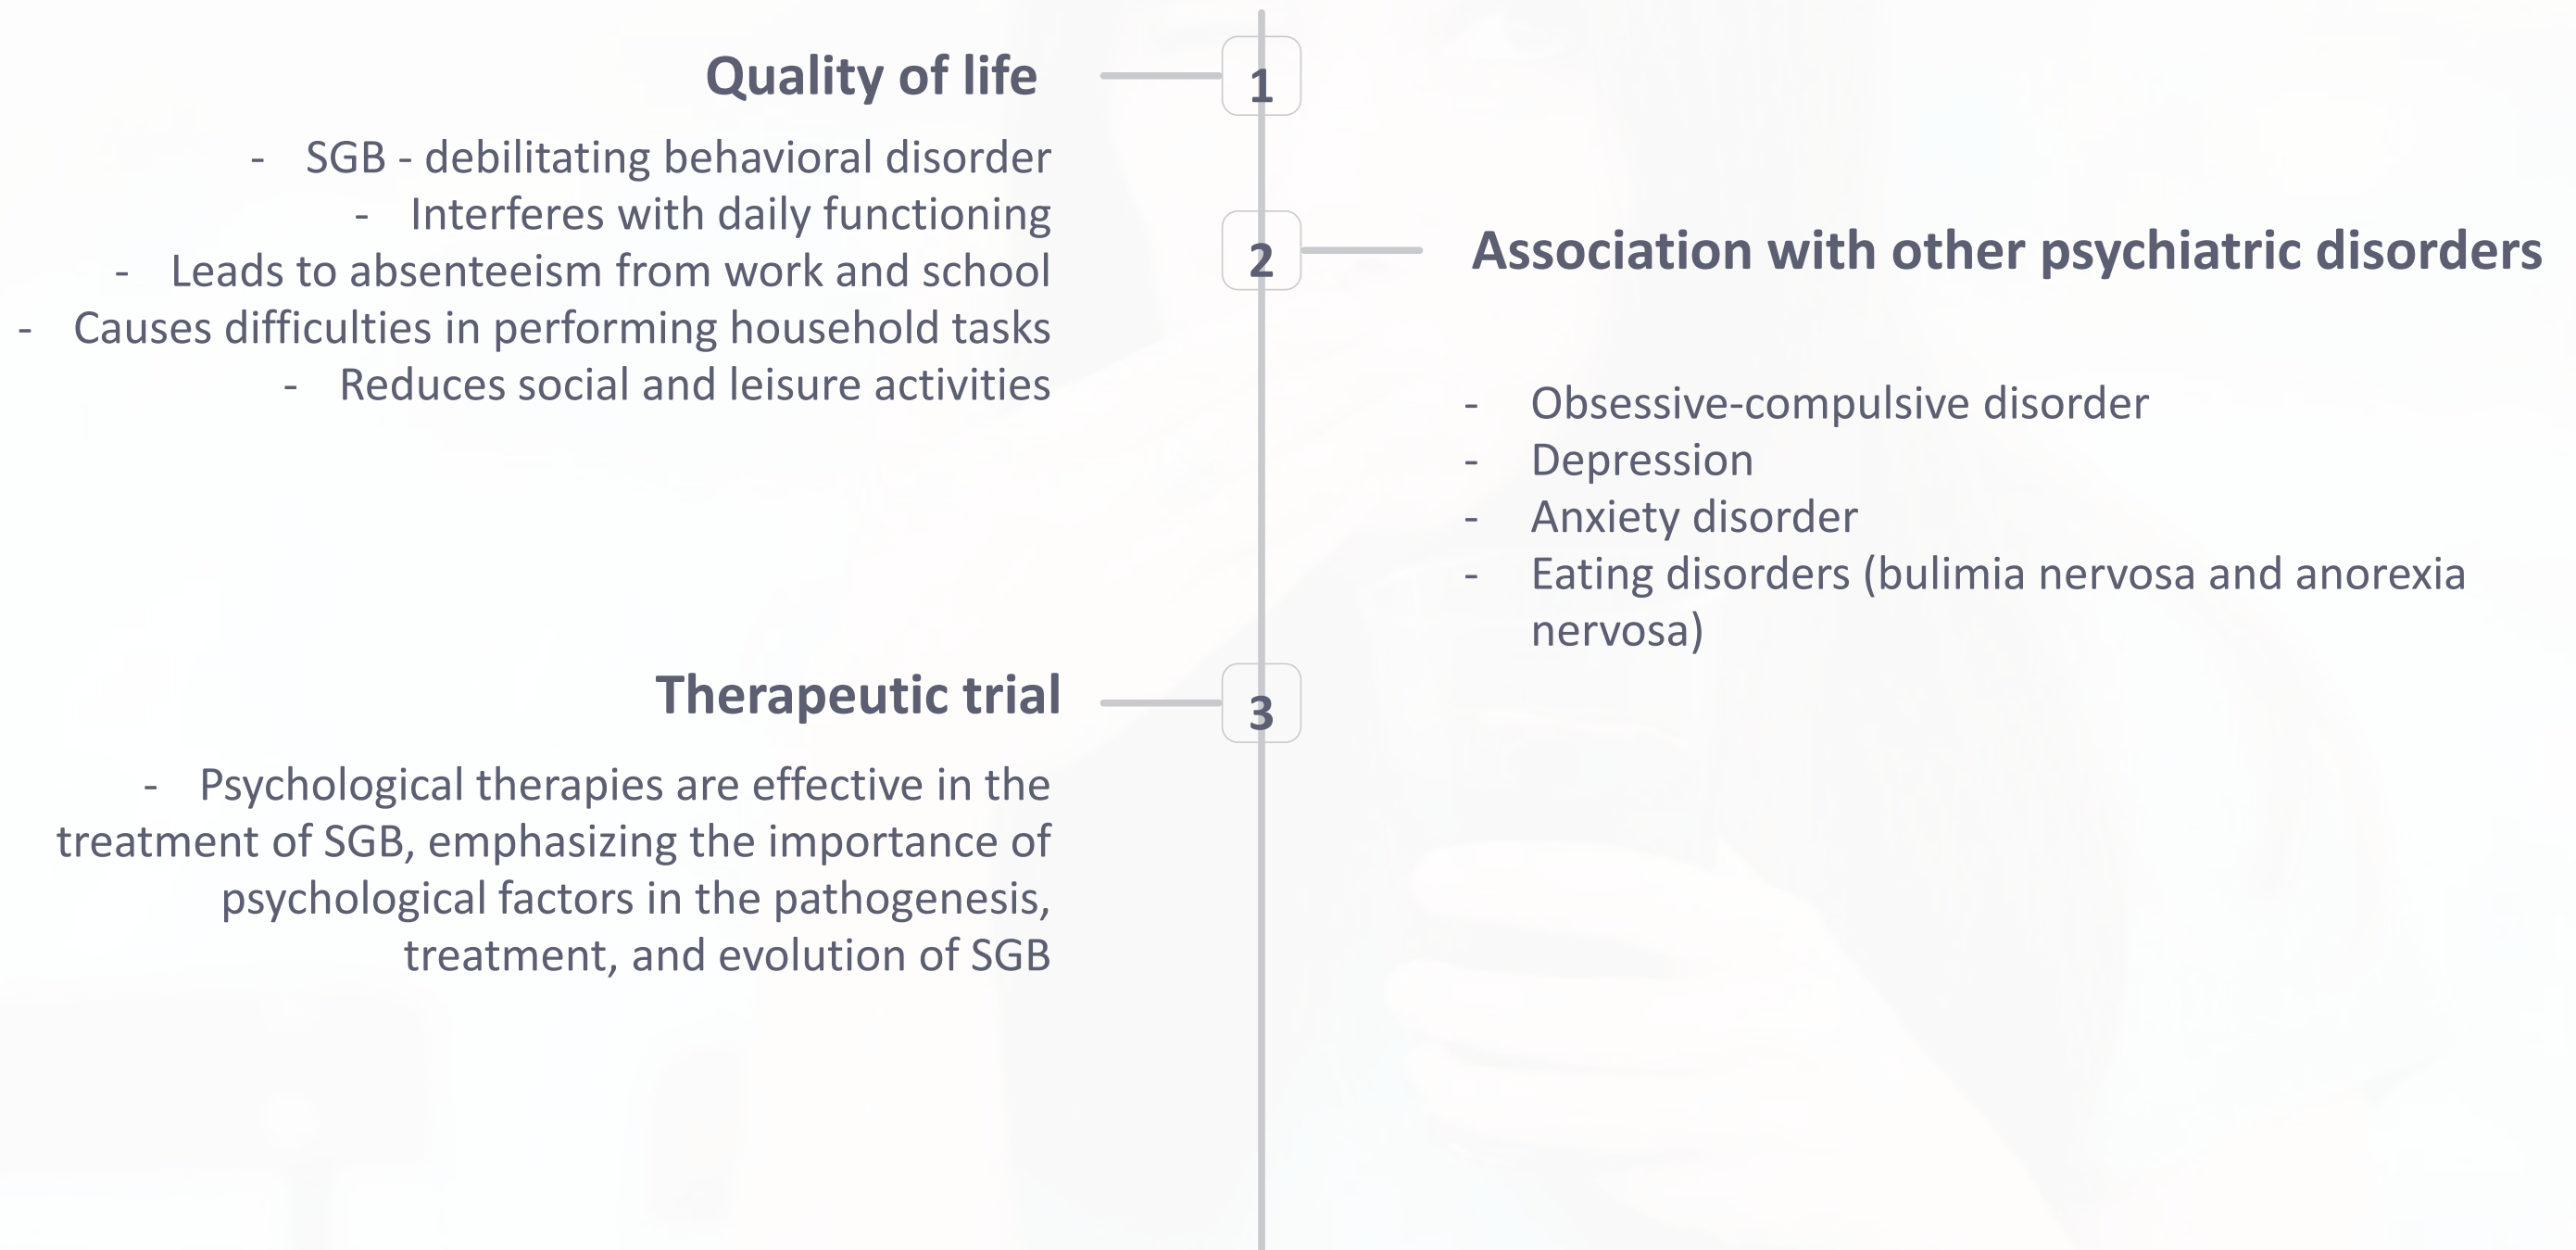 Quality of life
1
- SGB - debilitating behavioral disorder
- Interferes with daily functioning
- Leads to absenteeism from work and school
- Causes difficulties in performing household tasks
- Reduces social and leisure activities
2
Association with other psychiatric disorders
- Obsessive-compulsive disorder
- Depression
- Anxiety disorder
- Eating disorders (bulimia nervosa and anorexia
nervosa)
Therapeutic trial
3
- Psychological therapies are effective in the
treatment of SGB, emphasizing the importance of
psychological factors in the pathogenesis,
treatment, and evolution of SGB